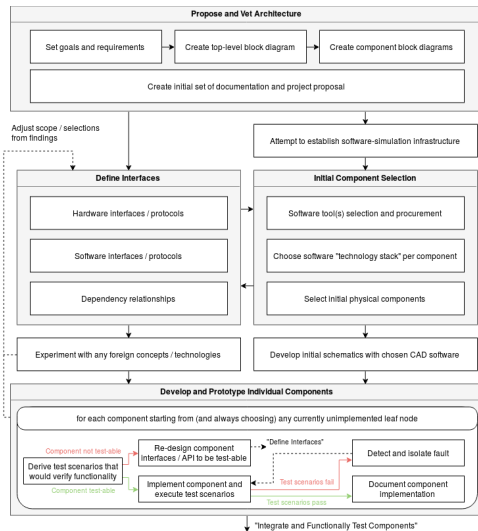 Propose and Vet Architecture
Set goals and requirements
Create top-level block diagram
Create component block diagrams
Create initial set of documentation and project proposal
Adjust scope / selections
from findings
Attempt to establish software-simulation infrastructure
Define Interfaces
Initial Component Selection
Hardware interfaces / protocols
Software tool(s) selection and procurement
Software interfaces / protocols
Choose software "technology stack" per component
Dependency relationships
Select initial physical components
Experiment with any foreign concepts / technologies
Develop initial schematics with chosen CAD software
Develop and Prototype Individual Components
for each component starting from (and always choosing) any currently unimplemented leaf node
Component not test-able
Re-design component
interfaces / API to be test-able
"Define Interfaces"
Detect and isolate fault
Derive test scenarios that
would verify functionality
Component test-able
Implement component and
execute test scenarios
Test scenarios fail
Test scenarios pass
Document component
implementation
"Integrate and Functionally Test Components"